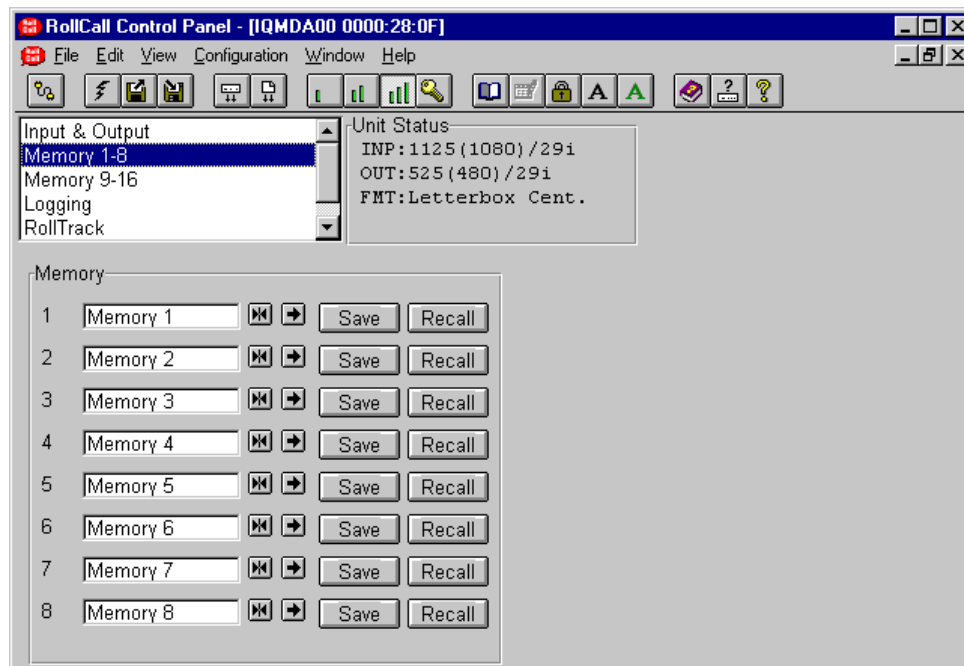 RollCall Control Panel - [IQMDA00 0000:28:0F]
File Edit View Configuration Window Help
A A
Input & Output
Memory 1-8
Memory 9-16
Logging
RollTrack
Unit Status
INP:1125(1080)/29i
OUT:525(480)/29i
FMT:Letterbox Cent.
Memory
1 Memory 1 Save Recall
2 Memory 2 Save Recall
3 Memory 3 Save Recall
4 Memory 4 Save Recall
5 Memory 5 Save Recall
6 Memory 6 Save Recall
7 Memory 7 Save Recall
8 Memory 8 Save Recall